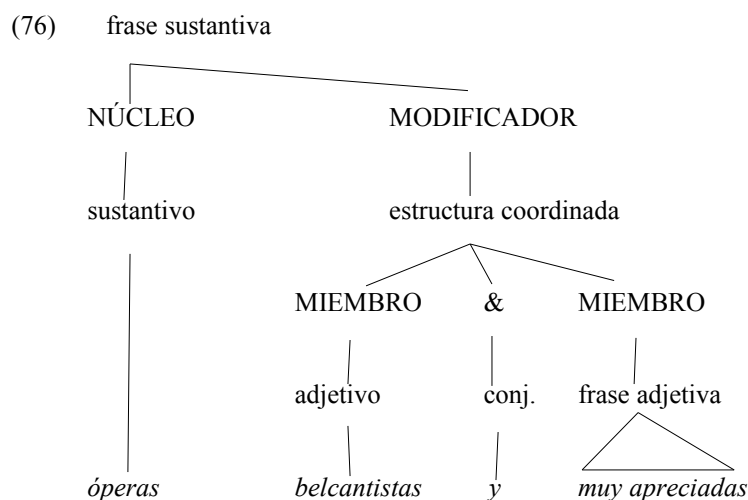 (76) frase sustantiva
NÚCLEO MODIFICADOR
sustantivo estructura coordinada
MIEMBRO & MIEMBRO
adjetivo conj. frase adjetiva
óperas belcantistas y muy apreciadas